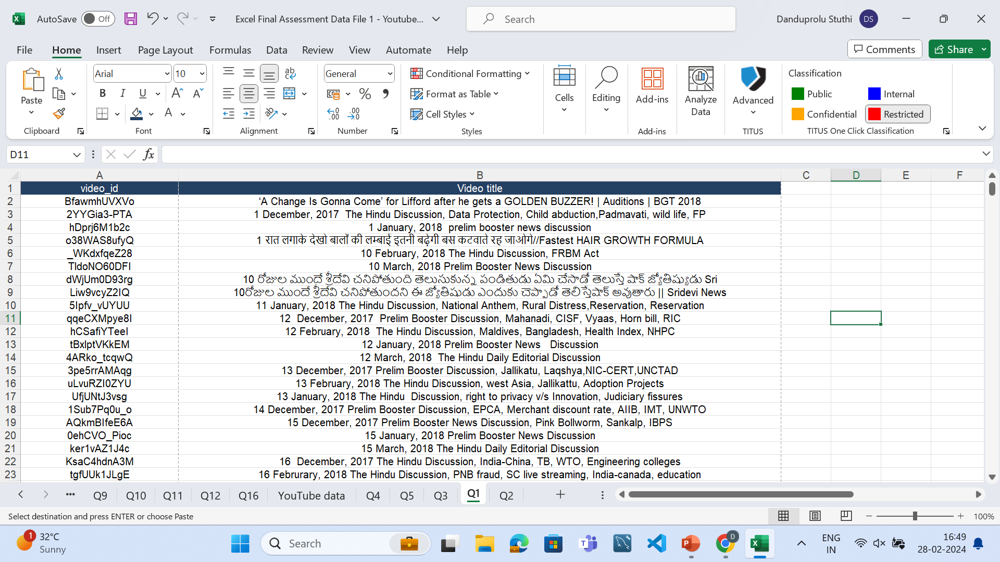 AutoSave Off Excel Final Assessment Data File 1 - Youtube... Search Danduprolu Stuthi DS
File Home Insert Page Layout Formulas Data Review View Automate Help Comments Share
Paste
Clipboard
Arial 10
B I U A A
A
Font
ab
Alignment
General
% ,
Number
Conditional Formatting
Format as Table
Cell Styles
Styles
Cells
Editing
Add-ins
Add-ins
Analyze
Data
Advanced
TITUS
Classification
Public Internal
Confidential Restricted
TITUS One Click Classification
D11 fx
A B C D E F
1 video_id Video title
2 BfawmhUVXVo ‘A Change Is Gonna Come’ for Lifford after he gets a GOLDEN BUZZER! | Auditions | BGT 2018
3 2YYGia3-PTA 1 December, 2017 The Hindu Discussion, Data Protection, Child abduction,Padmavati, wild life, FP
4 hDprj6M1b2c 1 January, 2018 prelim booster news discussion
5 o38WAS8ufyQ 1 रात लगाके देखो बालों की लम्बाई इतनी बढ़ेगी बस कटवाते रह जाओगे//Fastest HAIR GROWTH FORMULA
6 _WKdxfqeZ28 10 February, 2018 The Hindu Discussion, FRBM Act
7 TldoNO60DFI 10 March, 2018 Prelim Booster News Discussion
8 dWjUm0D93rg 10 రోజుల ముందే శ్రీదేవి చనిపోతుంది తెలుసుకున్న పండితుడు ఏమి చేసాడో తెలుస్తే షాక్ జ్యోతిష్యుడు Sri
9 Liw9vcyZ2IQ 10రోజుల ముందే శ్రీదేవి చనిపోతుందని ఈ జ్యోతిషుడు ఎందుకు చెప్పాడో తెలిస్తేషాక్ అవుతారు || Sridevi News
10 5Ipfv_vUYUU 11 January, 2018 The Hindu Discussion, National Anthem, Rural Distress,Reservation, Reservation
11 qqeCXMpye8I 12 December, 2017 Prelim Booster Discussion, Mahanadi, CISF, Vyaas, Horn bill, RIC
12 hCSafiYTeeI 12 February, 2018 The Hindu Discussion, Maldives, Bangladesh, Health Index, NHPC
13 tBxlptVKkEM 12 January, 2018 Prelim Booster News Discussion
14 4ARko_tcqwQ 12 March, 2018 The Hindu Daily Editorial Discussion
15 3pe5rrAMAqg 13 December, 2017 Prelim Booster Discussion, Jallikatu, Laqshya,NIC-CERT,UNCTAD
16 uLvuRZI0ZYU 13 February, 2018 The Hindu Discussion, west Asia, Jallikattu, Adoption Projects
17 UfjUNtJ3vsg 13 January, 2018 The Hindu Discussion, right to privacy v/s Innovation, Judiciary fissures
18 1Sub7Pq0u_o 14 December, 2017 Prelim Booster Discussion, EPCA, Merchant discount rate, AIIB, IMT, UNWTO
19 AQkmBIfeE6A 15 December, 2017 Prelim Booster News Discussion, Pink Bollworm, Sankalp, IBPS
20 0ehCVO_Pioc 15 January, 2018 Prelim Booster News Discussion
21 ker1vAZ1J4c 15 March, 2018 The Hindu Daily Editorial Discussion
22 KsaC4hdnA3M 16 December, 2017 The Hindu Discussion, India-China, TB, WTO, Engineering colleges
23 tgfUUk1JLgE 16 Februrary, 2018 The Hindu Discussion, PNB fraud, SC live streaming, India-canada, education
Q9 Q10 Q11 Q12 Q16 YouTube data Q4 Q5 Q3 Q1 Q2
Select destination and press ENTER or choose Paste 100%
1 32°C
Sunny
Search
D
ENG
IN
16:49
28-02-2024